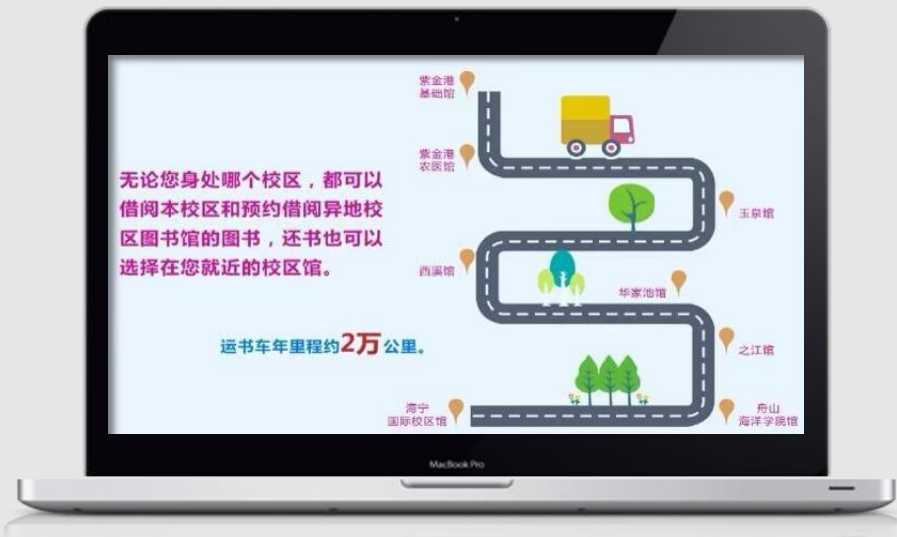 紫金港
基础馆
紫金港
农医馆
无论您身处哪个校区，都可以
借阅本校区和预约借阅异地校
区图书馆的图书，还书也可以
选择在您就近的校区馆。
玉泉馆
西溪馆
华家池馆
运书车年里程约2万公里。
之江馆
海宁
国际校区馆
舟山
海洋学院馆
MacBook Pro